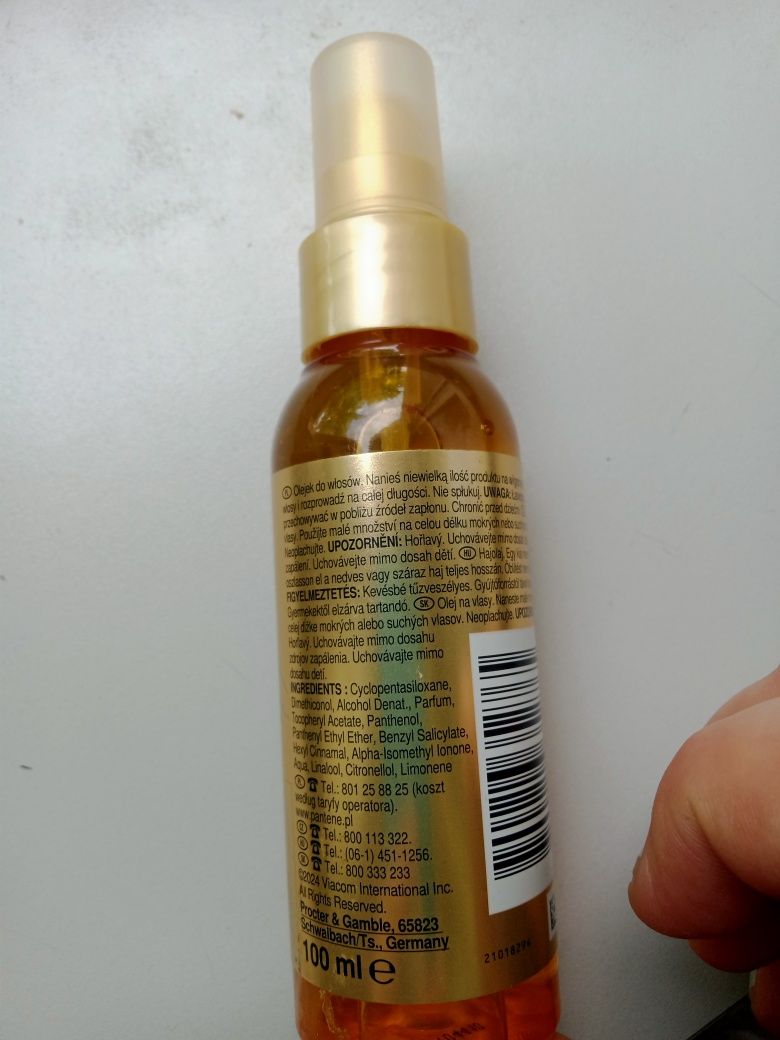 PL Olejek do włosów. Nanieś niewielką ilość produktu na
włosy i rozprowadź na całej długości. Nie spłukuj. UWAGA:
przechowywać w pobliżu źródeł zapłonu. Chronić przed dziećmi
vlasy. Použijte malé množství na celou délku mokrých nebo
Neoplachujte. UPOZORNĚNÍ: Hořlavý. Uchovávejte mimo
zapálení. Uchovávejte mimo dosah dětí. HU Hajolaj. Egy
oszlasson el a nedves vagy száraz haj teljes hosszán.
FIGYELMEZTETÉS: Kevésbé tűzveszélyes. Gyújtóforrástól
Gyermekektől elzárva tartandó. SK Olej na vlasy. Naneste
celej dĺžke mokrých alebo suchých vlasov. Neoplachujte.
Horľavý. Uchovávajte mimo dosahu
zdrojov zapálenia. Uchovávajte mimo
dosahu detí.
INGREDIENTS : Cyclopentasiloxane,
Dimethiconol, Alcohol Denat., Parfum,
Tocopheryl Acetate, Panthenol,
Panthenyl Ethyl Ether, Benzyl Salicylate,
Hexyl Cinnamal, Alpha-Isomethyl Ionone,
Aqua, Linalool, Citronellol, Limonene
PL Tel.: 801 25 88 25 (koszt
według taryfy operatora).
www.pantene.pl
CZ Tel.: 800 113 322.
HU Tel.: (06-1) 451-1256.
SK Tel.: 800 333 233
©2024 Viacom International Inc.
All Rights Reserved.
Procter & Gamble, 65823
Schwalbach/Ts., Germany
100 ml e
21018296